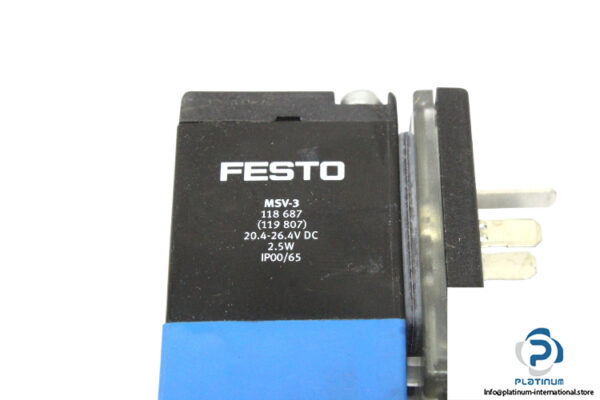 FESTO
MSV-3
118 687
(119 807)
20.4-26.4V DC
2.5W
IP00/65
PLATINUM
Info@platinum-international.store